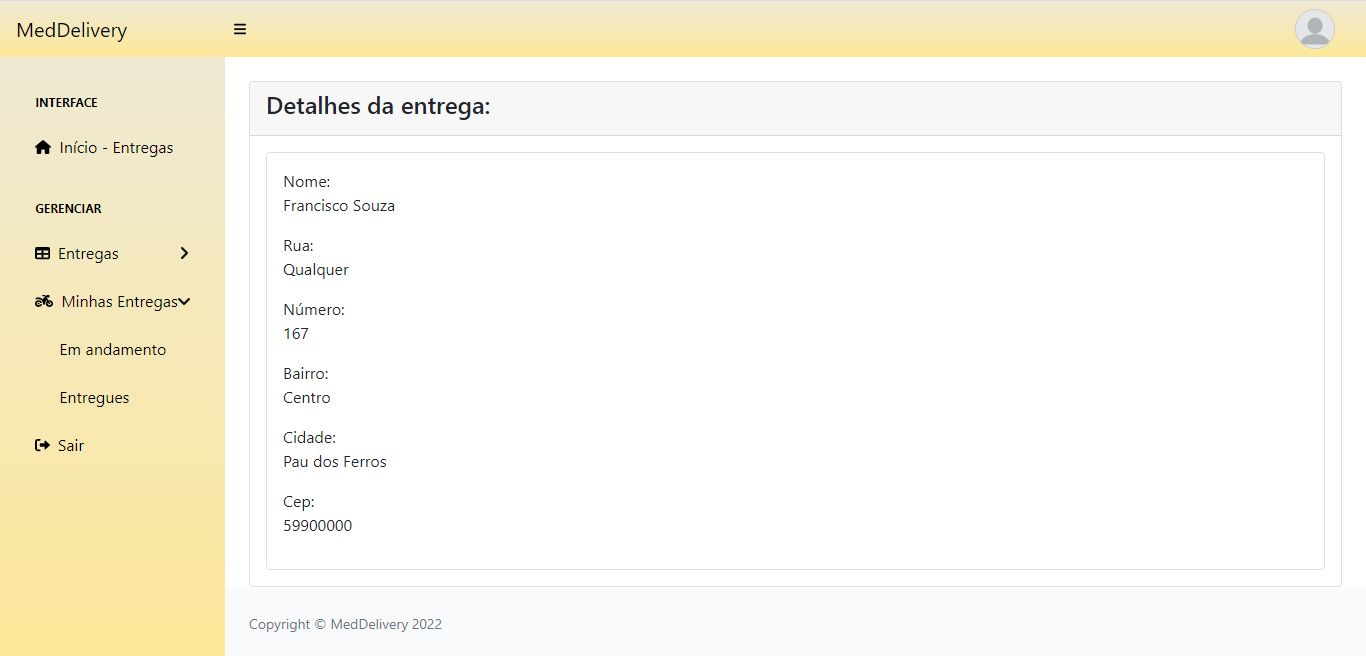 MedDelivery
INTERFACE
Início - Entregas
GERENCIAR
Entregas
Minhas Entregas
Em andamento
Entregues
Sair
Detalhes da entrega:
Nome:
Francisco Souza
Rua:
Qualquer
Número:
167
Bairro:
Centro
Cidade:
Pau dos Ferros
Cep:
59900000
Copyright © MedDelivery 2022